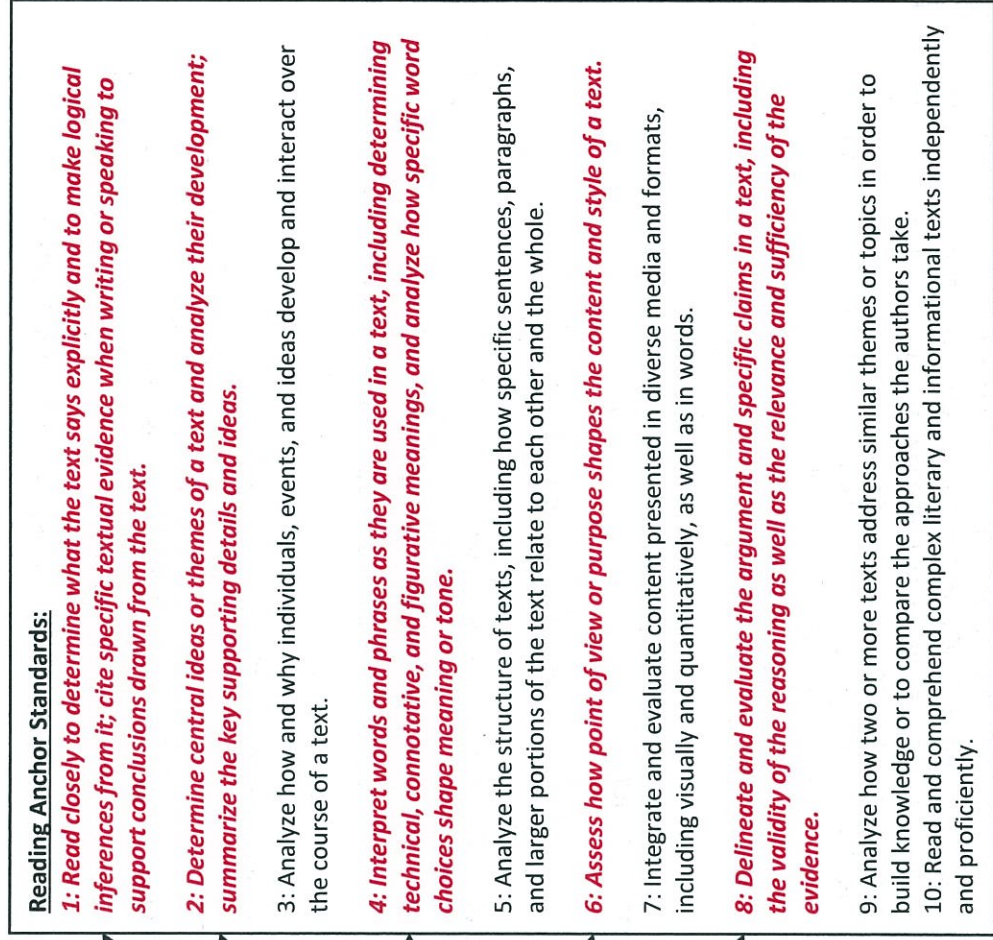 Reading Anchor Standards:
1: Read closely to determine what the text says explicitly and to make logical
inferences from it; cite specific textual evidence when writing or speaking to
support conclusions drawn from the text.
2: Determine central ideas or themes of a text and analyze their development;
summarize the key supporting details and ideas.
3: Analyze how and why individuals, events, and ideas develop and interact over
the course of a text.
4: Interpret words and phrases as they are used in a text, including determining
technical, connotative, and figurative meanings, and analyze how specific word
choices shape meaning or tone.
5: Analyze the structure of texts, including how specific sentences, paragraphs,
and larger portions of the text relate to each other and the whole.
6: Assess how point of view or purpose shapes the content and style of a text.
7: Integrate and evaluate content presented in diverse media and formats,
including visually and quantitatively, as well as in words.
8: Delineate and evaluate the argument and specific claims in a text, including
the validity of the reasoning as well as the relevance and sufficiency of the
evidence.
9: Analyze how two or more texts address similar themes or topics in order to
build knowledge or to compare the approaches the authors take.
10: Read and comprehend complex literary and informational texts independently
and proficiently.